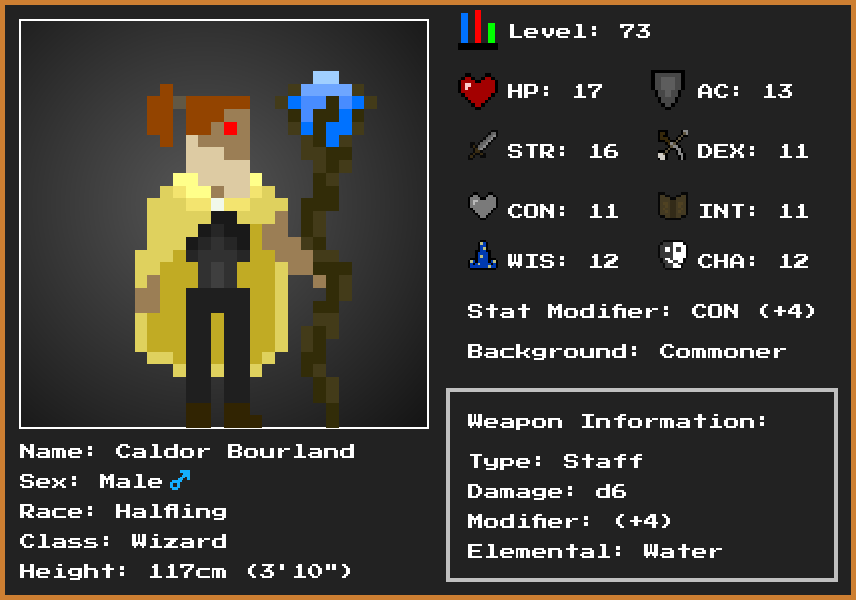 Level: 73
HP: 17 AC: 13
STR: 16 DEX: 11
CON: 11 INT: 11
WIS: 12 CHA: 12
Stat Modifier: CON (+4)
Background: Commoner
Weapon Information:
Type: Staff
Damage: d6
Modifier: (+4)
Elemental: Water
Name: Caldor Bourland
Sex: Male♂
Race: Halfling
Class: Wizard
Height: 117cm (3'10")